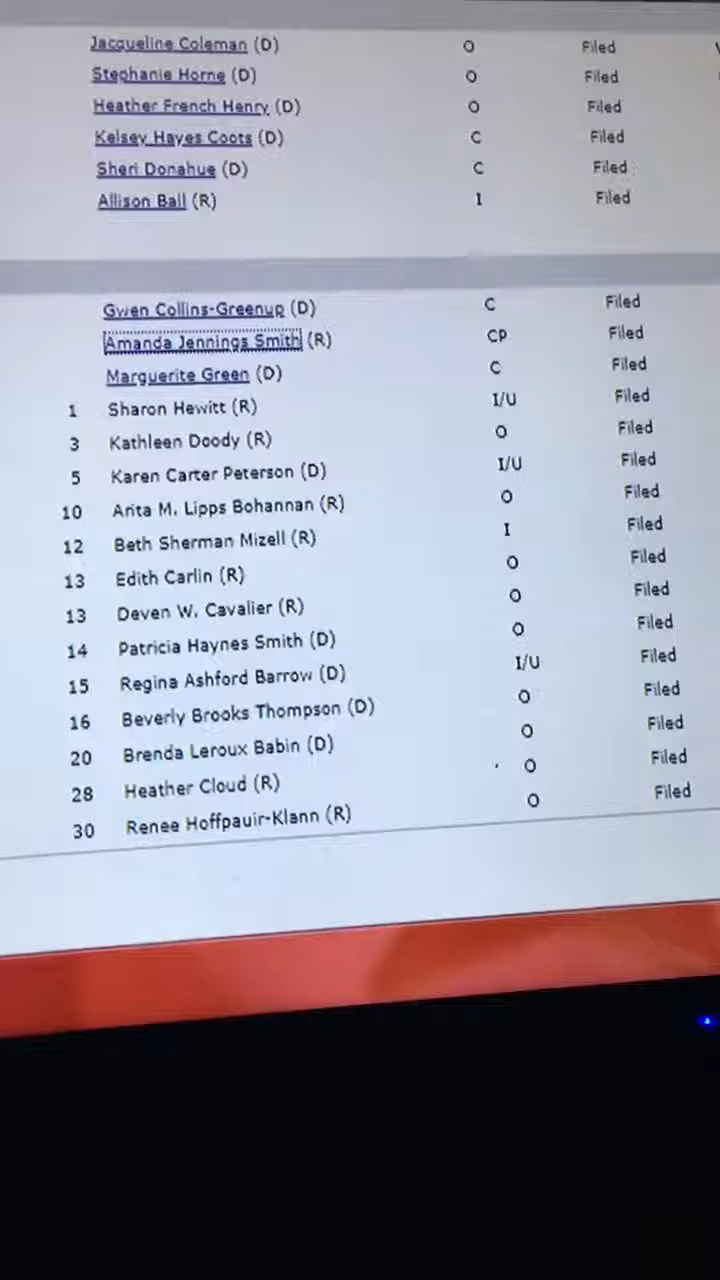 Jacqueline Coleman (D) O Filed
Stephanie Horne (D) O Filed
Heather French Henry (D) O Filed
Kelsey Hayes Coots (D) C Filed
Sheri Donahue (D) C Filed
Allison Ball (R) I Filed
Gwen Collins-Greenup (D) C Filed
Amanda Jennings Smith (R) CP Filed
Marguerite Green (D) C Filed
1 Sharon Hewitt (R) I/U Filed
3 Kathleen Doody (R) O Filed
5 Karen Carter Peterson (D) I/U Filed
10 Arita M. Lipps Bohannan (R) O Filed
12 Beth Sherman Mizell (R) I Filed
13 Edith Carlin (R) O Filed
13 Deven W. Cavalier (R) O Filed
14 Patricia Haynes Smith (D) O Filed
15 Regina Ashford Barrow (D) I/U Filed
16 Beverly Brooks Thompson (D) O Filed
20 Brenda Leroux Babin (D) O Filed
28 Heather Cloud (R) O Filed
30 Renee Hoffpauir-Klann (R) O Filed